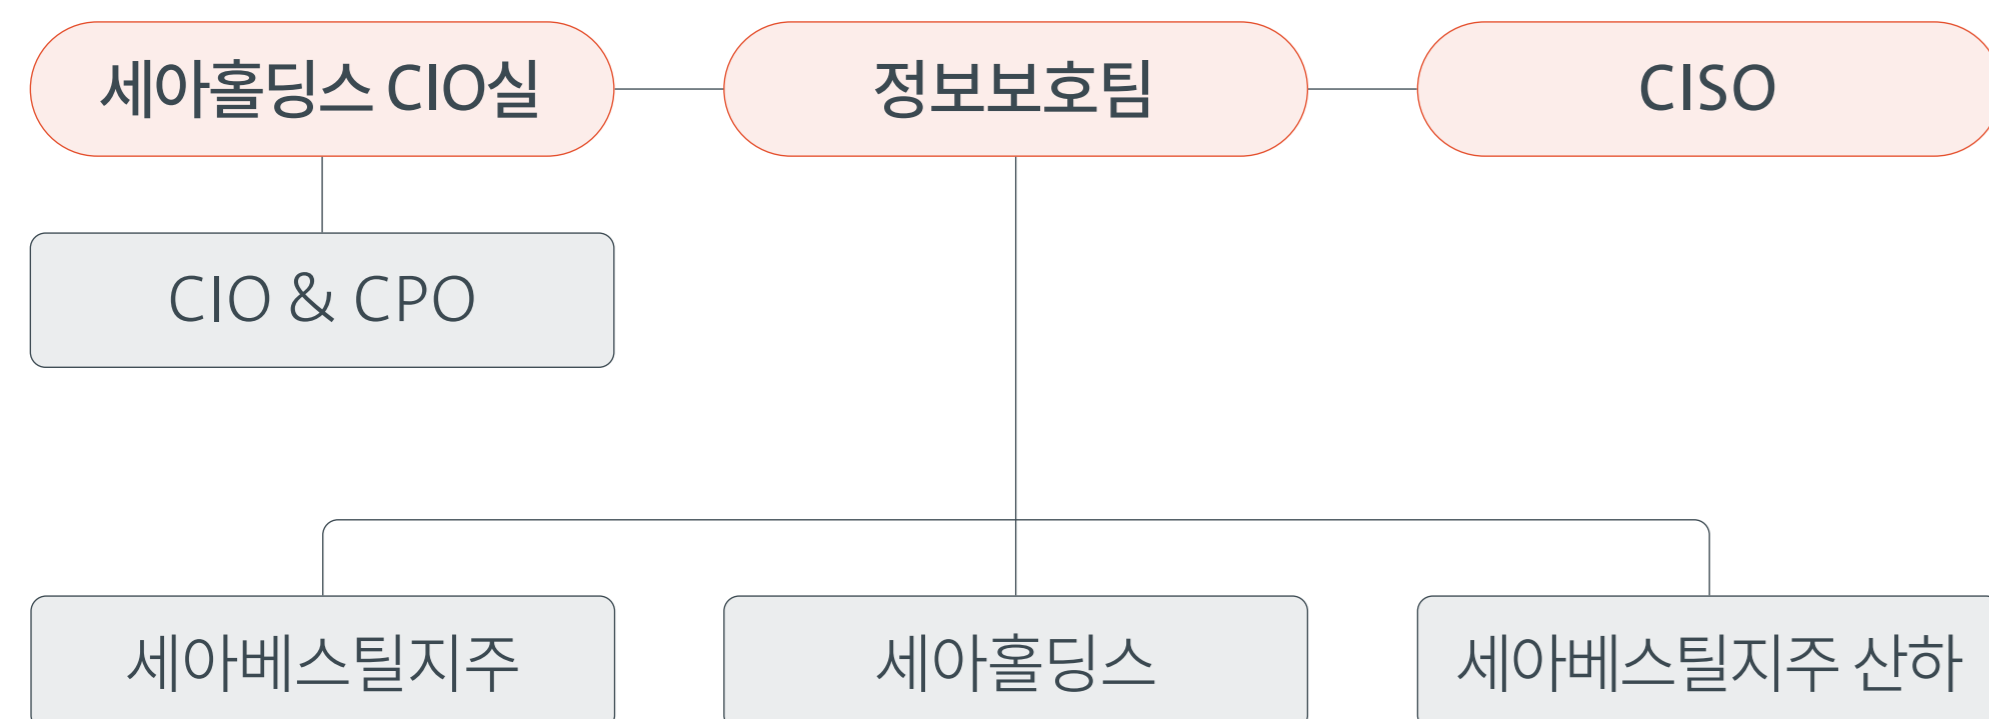 세아홀딩스 CIO실
정보보호팀
CISO
CIO & CPO
세아베스틸지주
세아홀딩스
세아베스틸지주 산하